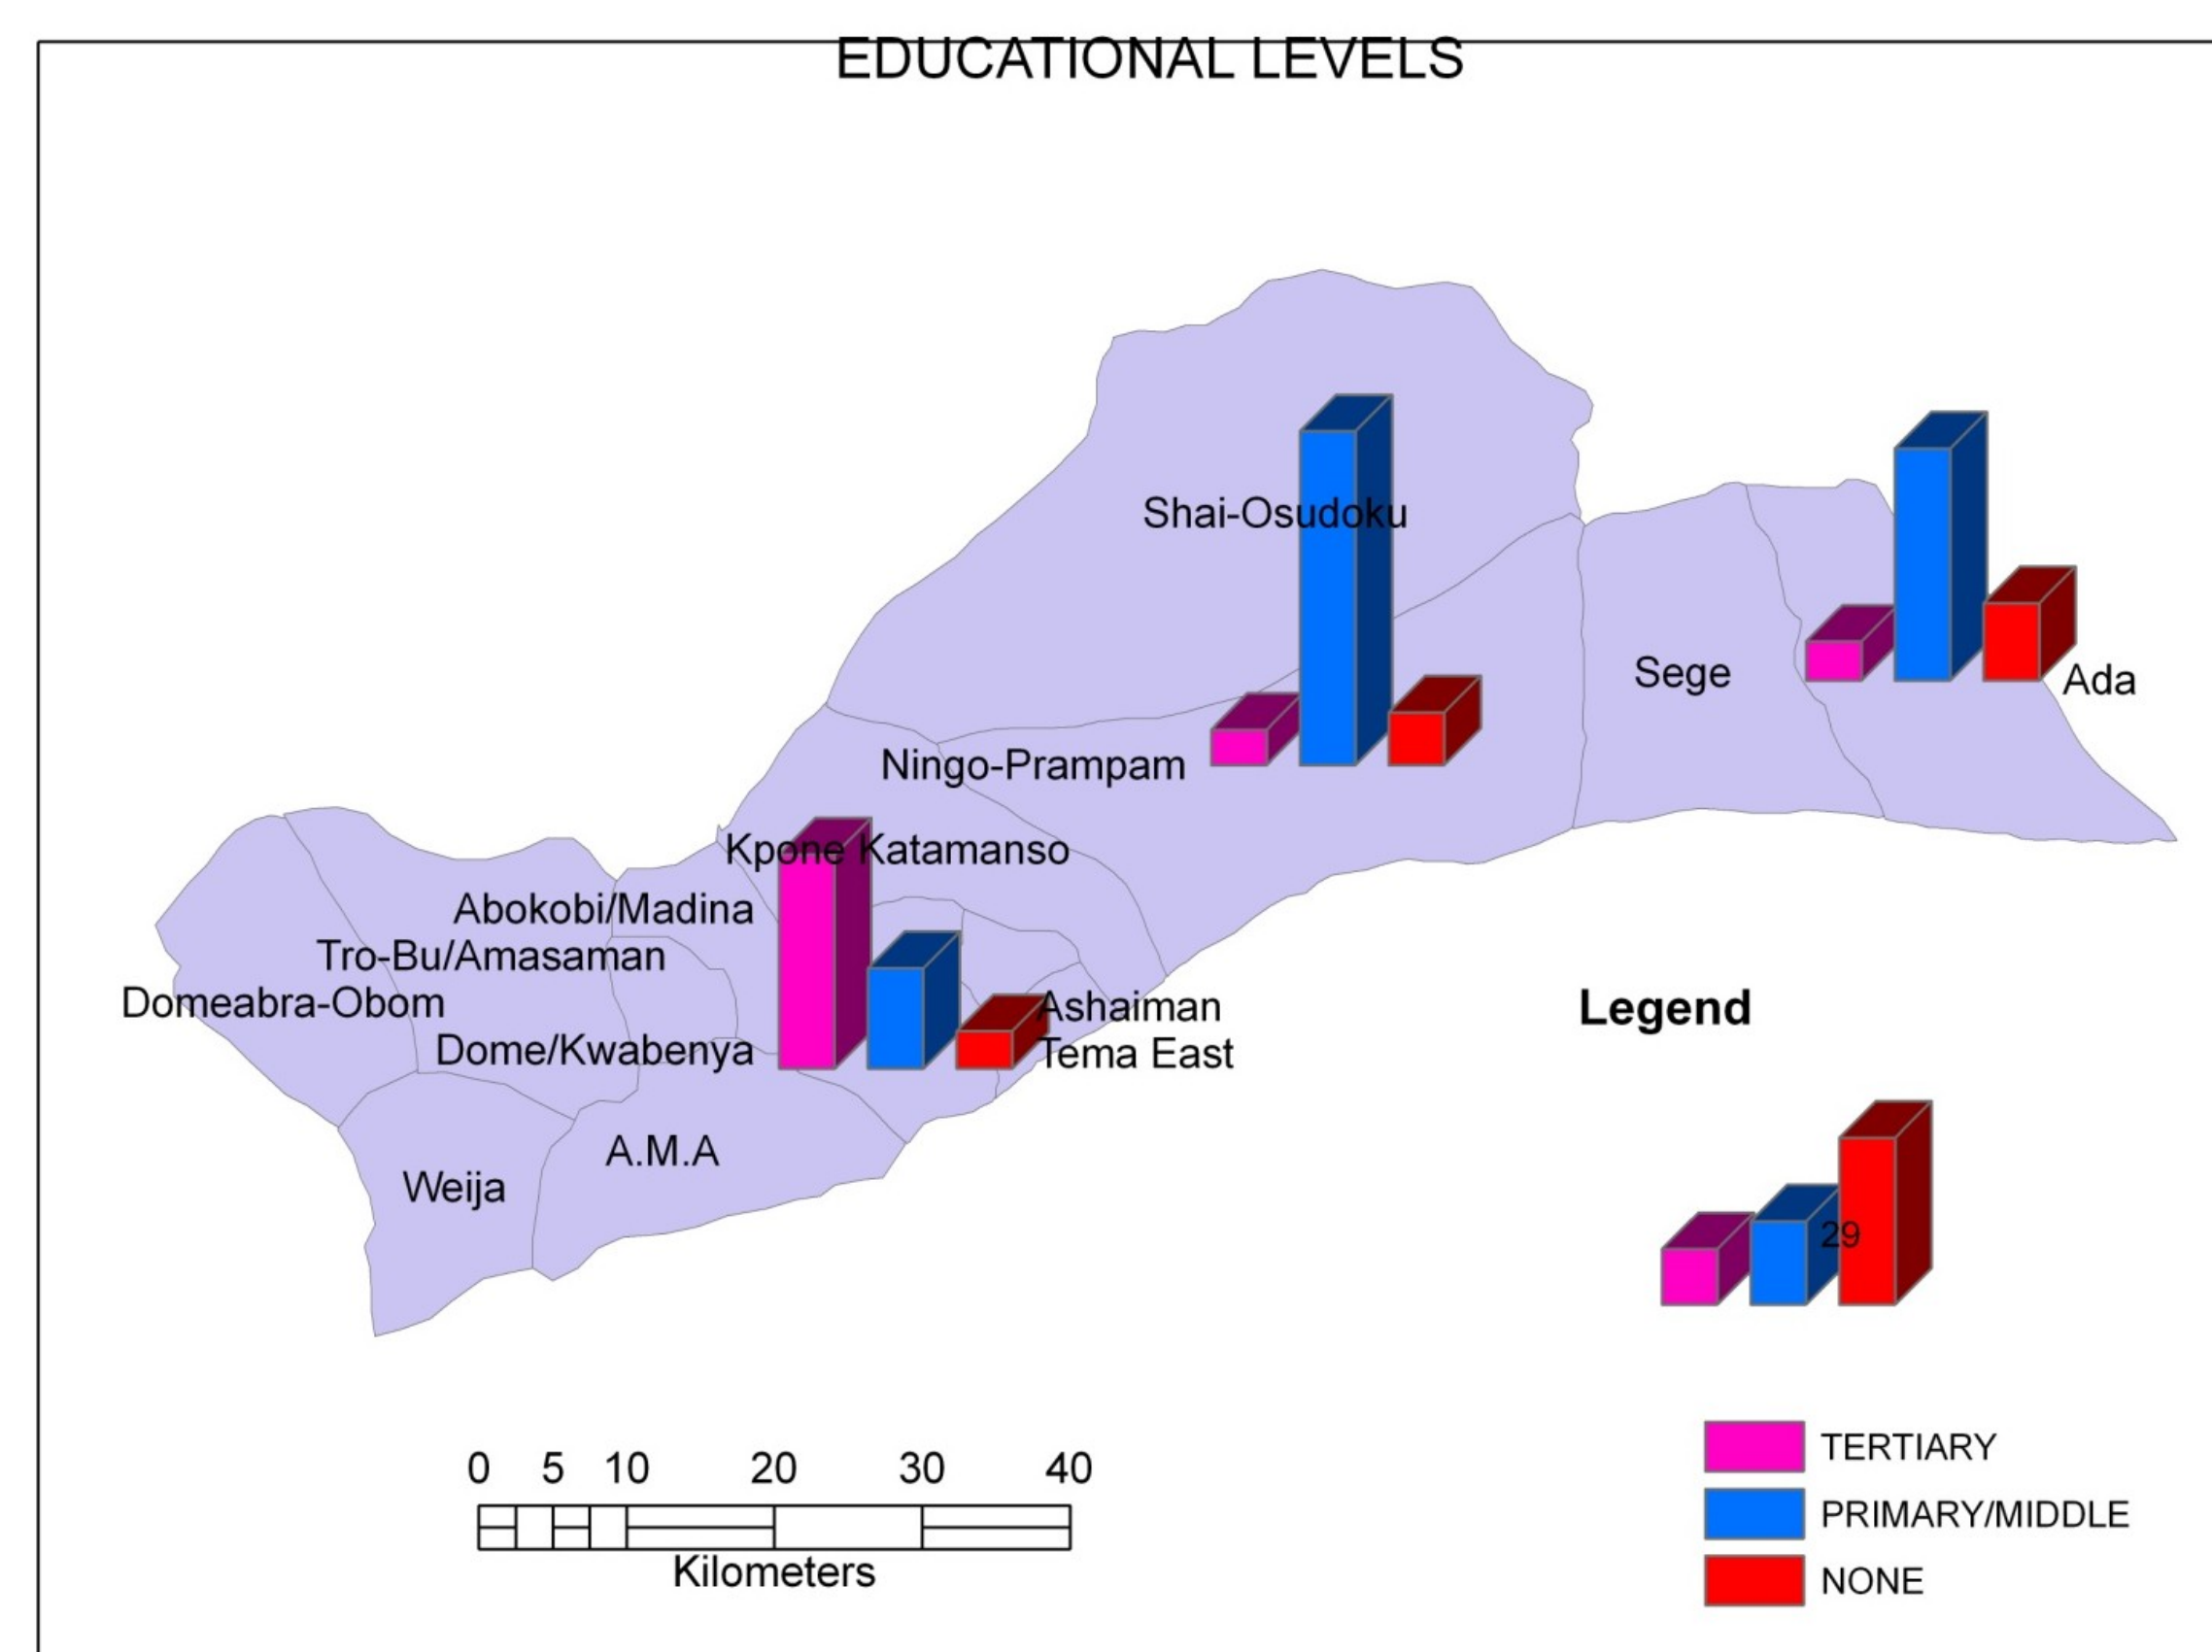 EDUCATIONAL LEVELS
Shai-Osudoku
Sege
Ada
Ningo-Prampam
Kpone Katamanso
Abokobi/Madina
Tro-Bu/Amasaman
Domeabra-Obom
Ashaiman
Dome/Kwabenya
Tema East
A.M.A
Weija
Legend
29
TERTIARY
PRIMARY/MIDDLE
NONE
0 5 10 20 30 40
Kilometers